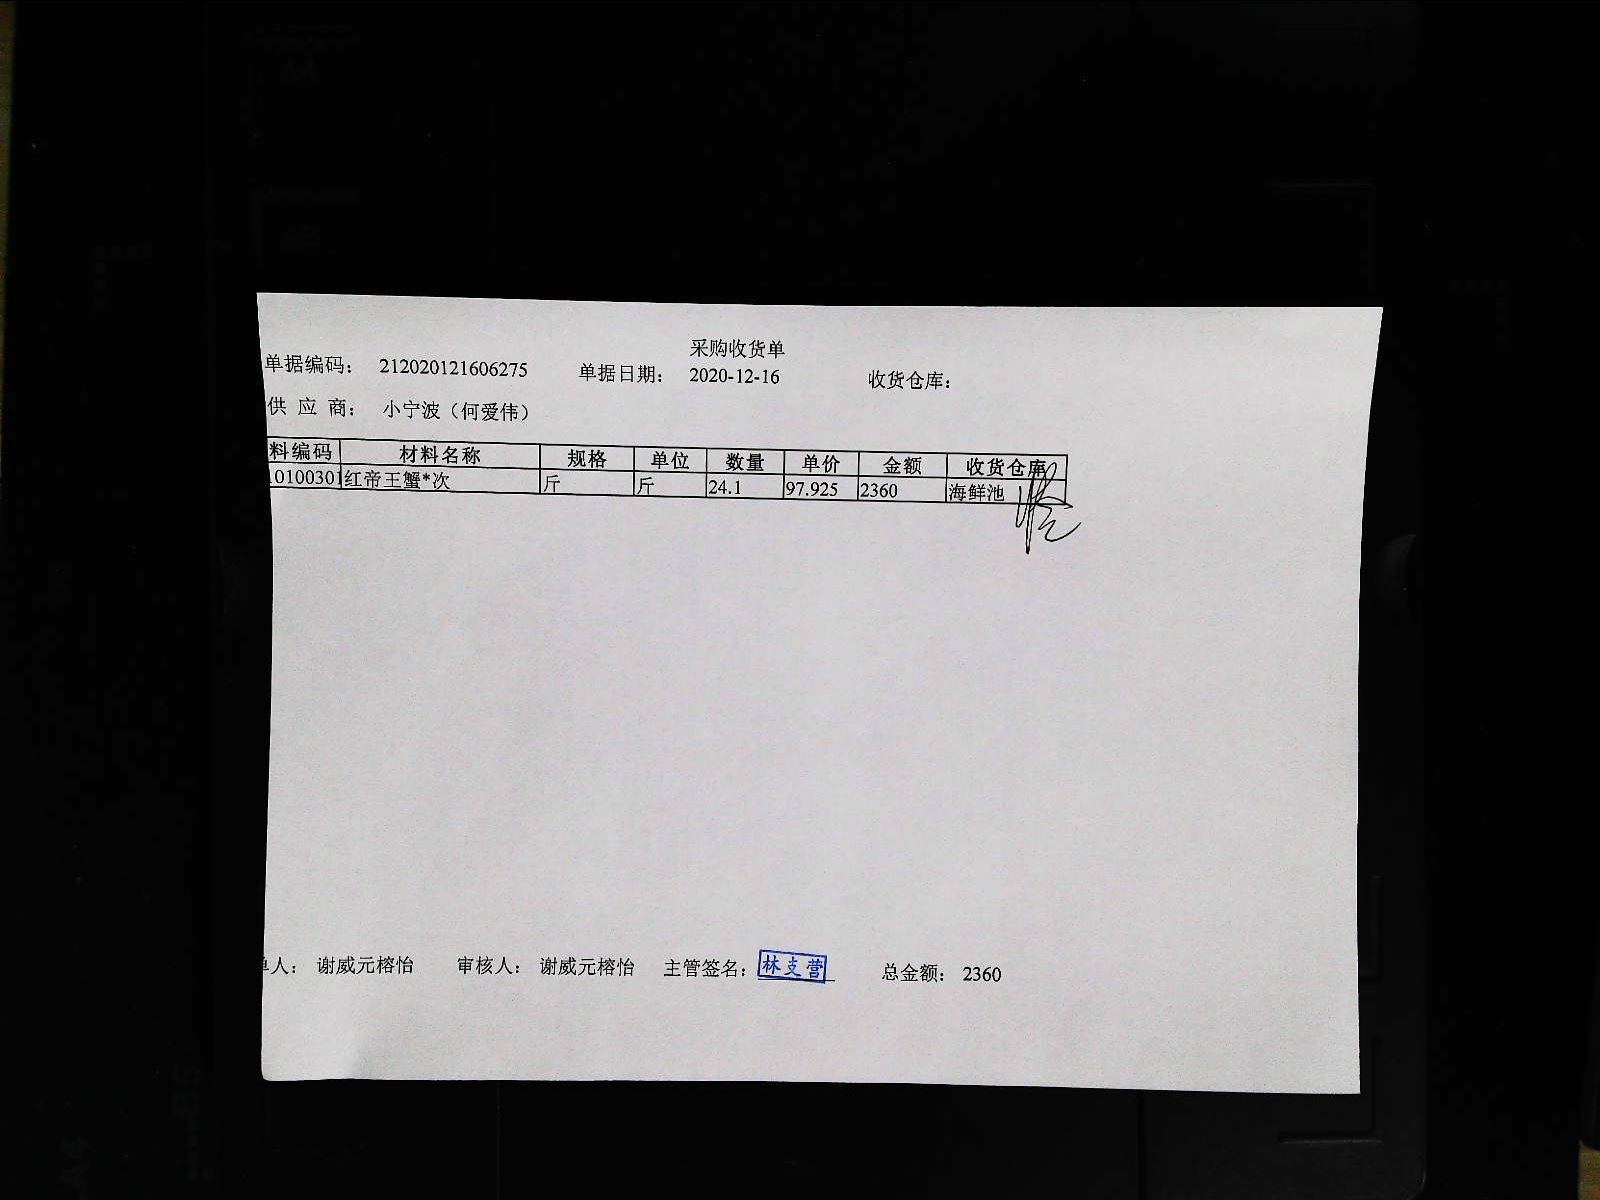 采购收货单
单据编码： 212020121606275 单据日期： 2020-12-16 收货仓库：
供 应 商： 小宁波（何爱伟）
料编码 材料名称 规格 单位 数量 单价 金额 收货仓库
10100301 红帝王蟹*次 斤 斤 24.1 97.925 2360 海鲜池
单人： 谢威元榕怡 审核人： 谢威元榕怡 主管签名： 林支营 总金额： 2360